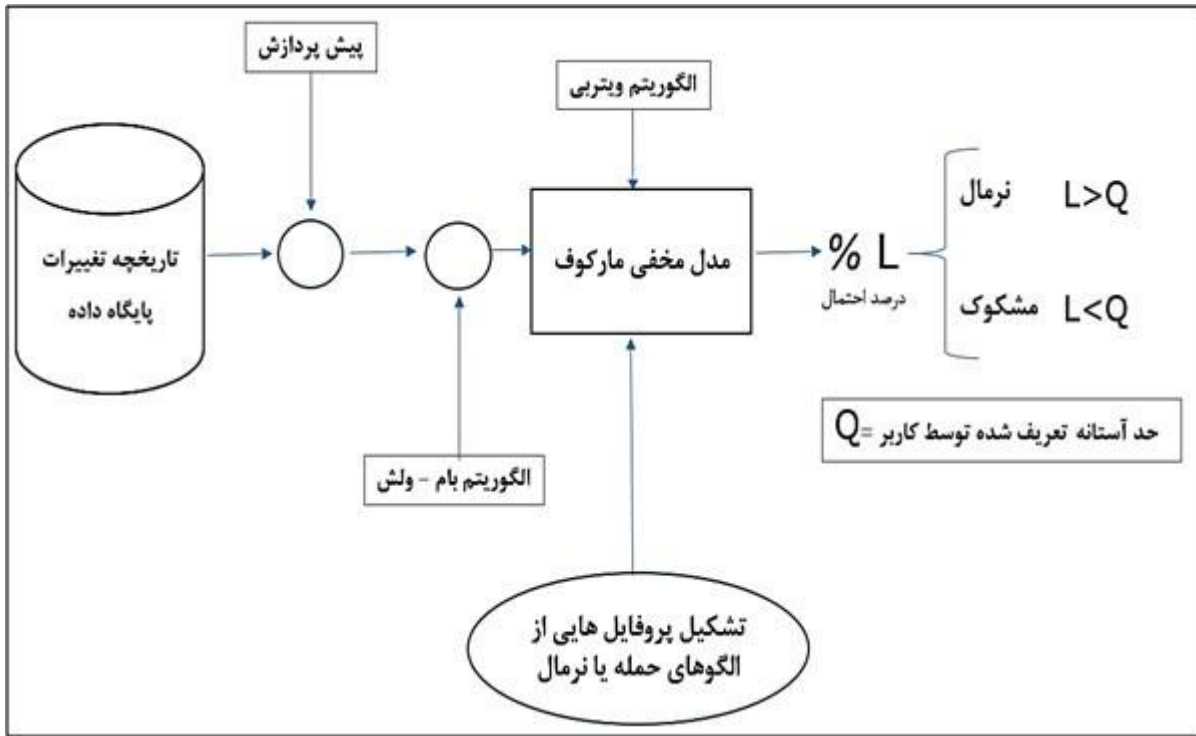 پیش پردازش
الگوریتم ویتربی
تاریخچه تغییرات
پایگاه داده
مدل مخفی مارکوف
% L
درصد احتمال
نرمال L>Q
مشکوک L<Q
Q= حد آستانه تعریف شده توسط کاربر
الگوریتم بام - ولش
تشکیل پروفایل هایی از
الگوهای حمله یا نرمال